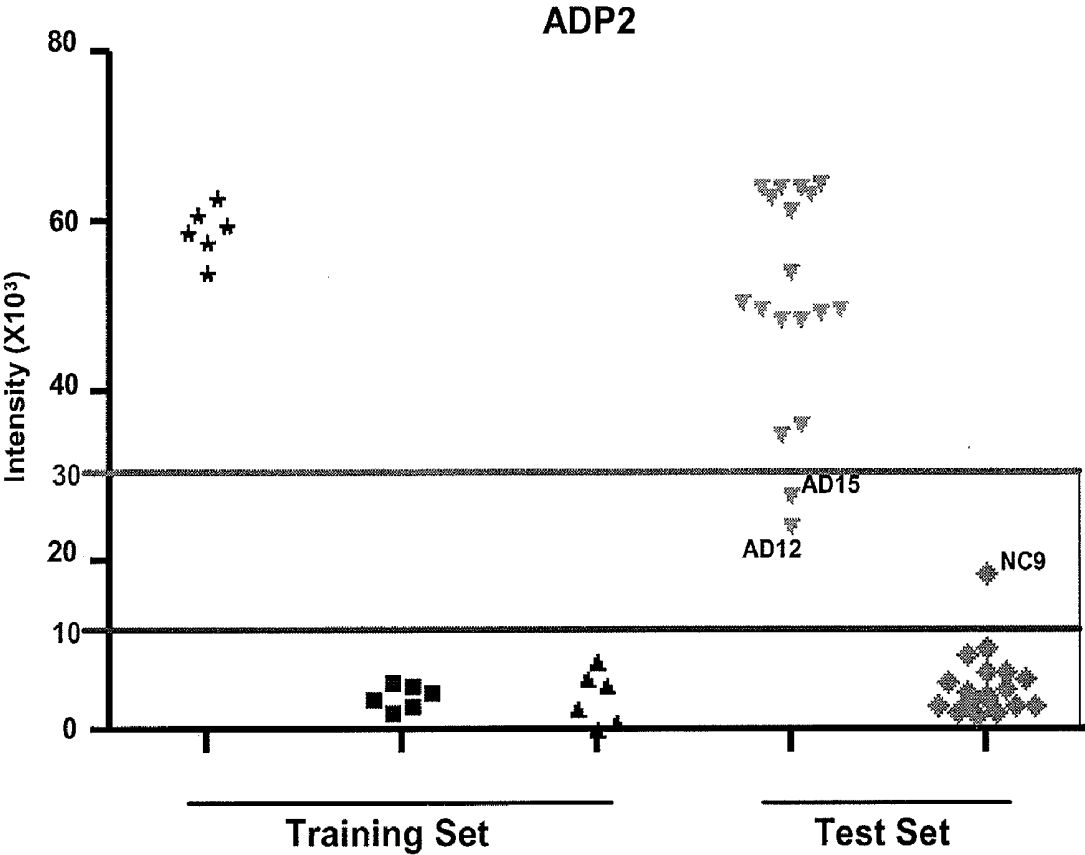 ADP2
80
60
40
30
20
10
0
Intensity (X10³)
AD15
AD12
NC9
Training Set
Test Set